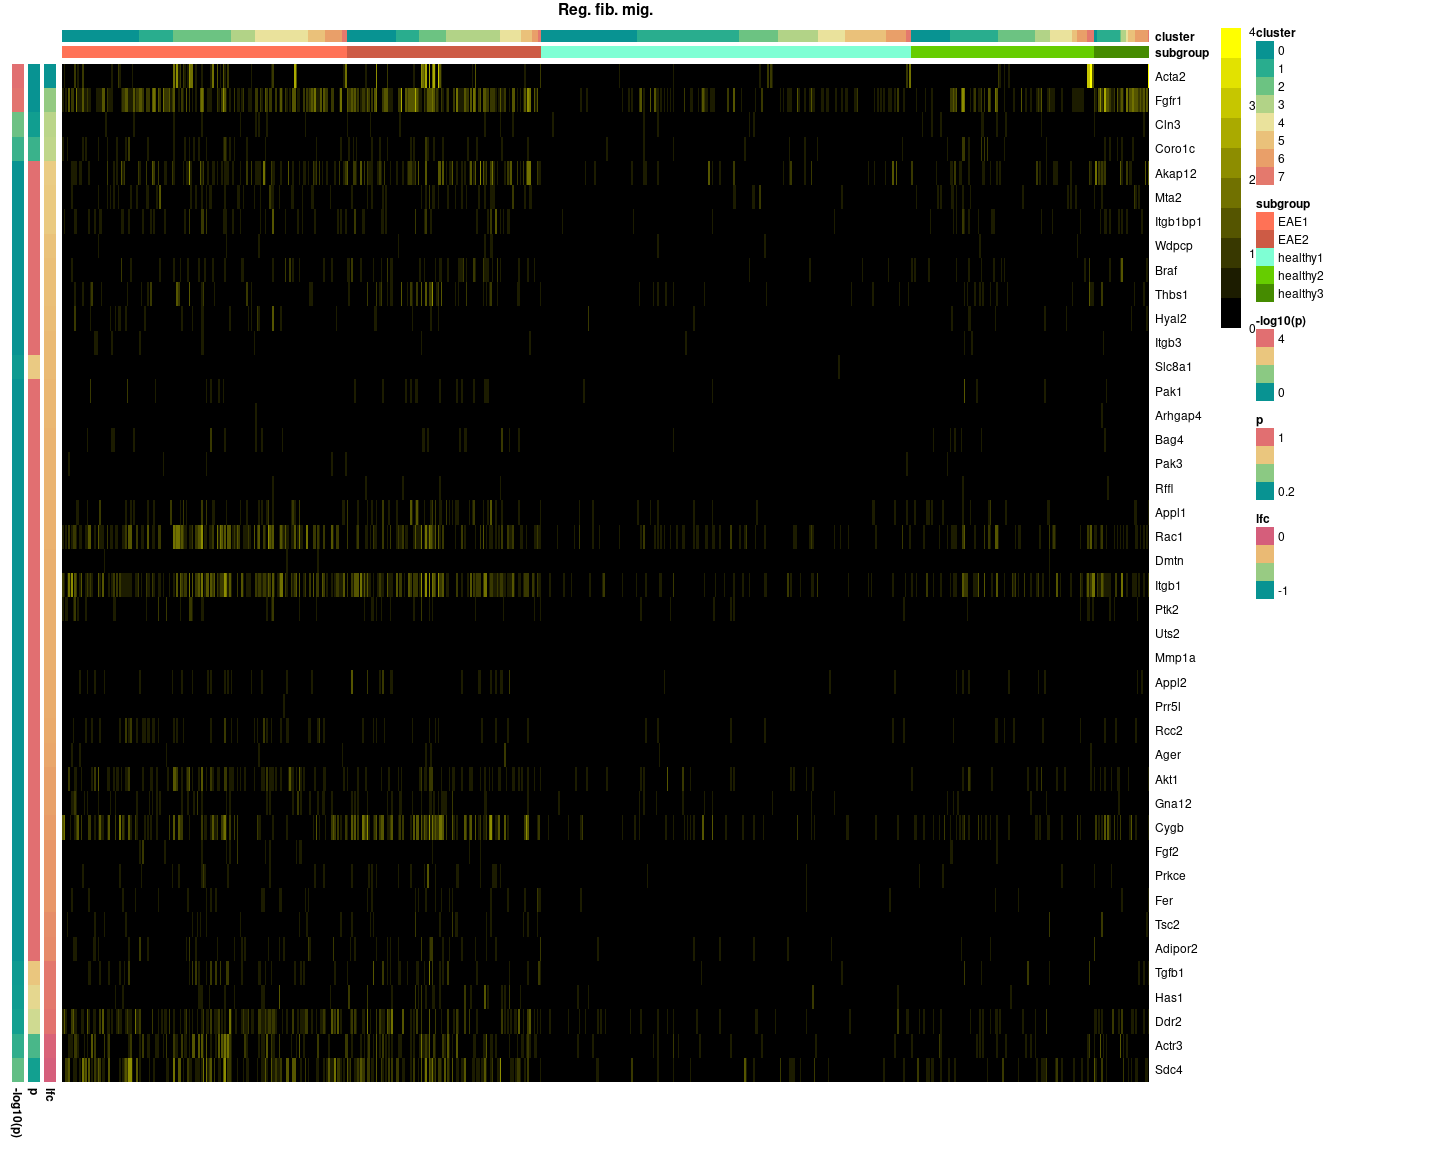 Reg. fib. mig.
cluster
subgroup
Acta2
Fgfr1
Cln3
Coro1c
Akap12
Mta2
Itgb1bp1
Wdpcp
Braf
Thbs1
Hyal2
Itgb3
Slc8a1
Pak1
Arhgap4
Bag4
Pak3
Rffl
Appl1
Rac1
Dmtn
Itgb1
Ptk2
Uts2
Mmp1a
Appl2
Prr5l
Rcc2
Ager
Akt1
Gna12
Cygb
Fgf2
Prkce
Fer
Tsc2
Adipor2
Tgfb1
Has1
Ddr2
Actr3
Sdc4
4
3
2
1
0
cluster
0
1
2
3
4
5
6
7
subgroup
EAE1
EAE2
healthy1
healthy2
healthy3
-log10(p)
4
0
p
1
0.2
lfc
0
-1
-log10(p)
p
lfc